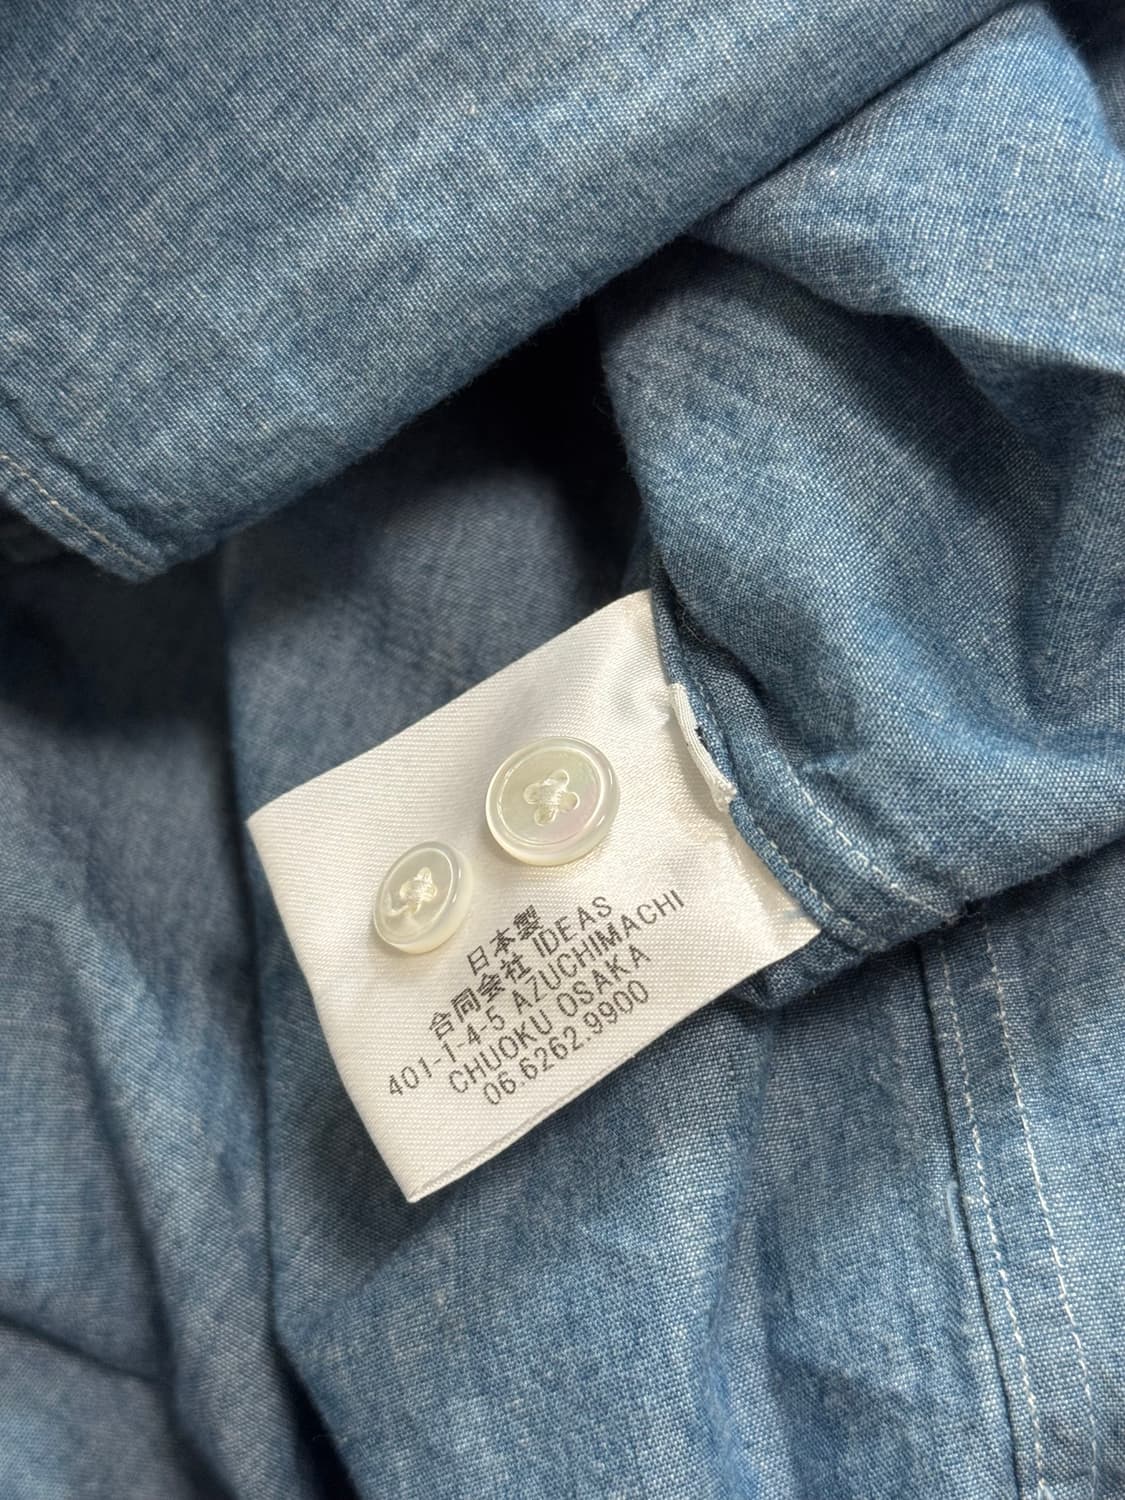 日本製
合同会社 IDEAS
401-1-4-5 AZUCHIMACHI
CHUOKU OSAKA
06.6262.9900